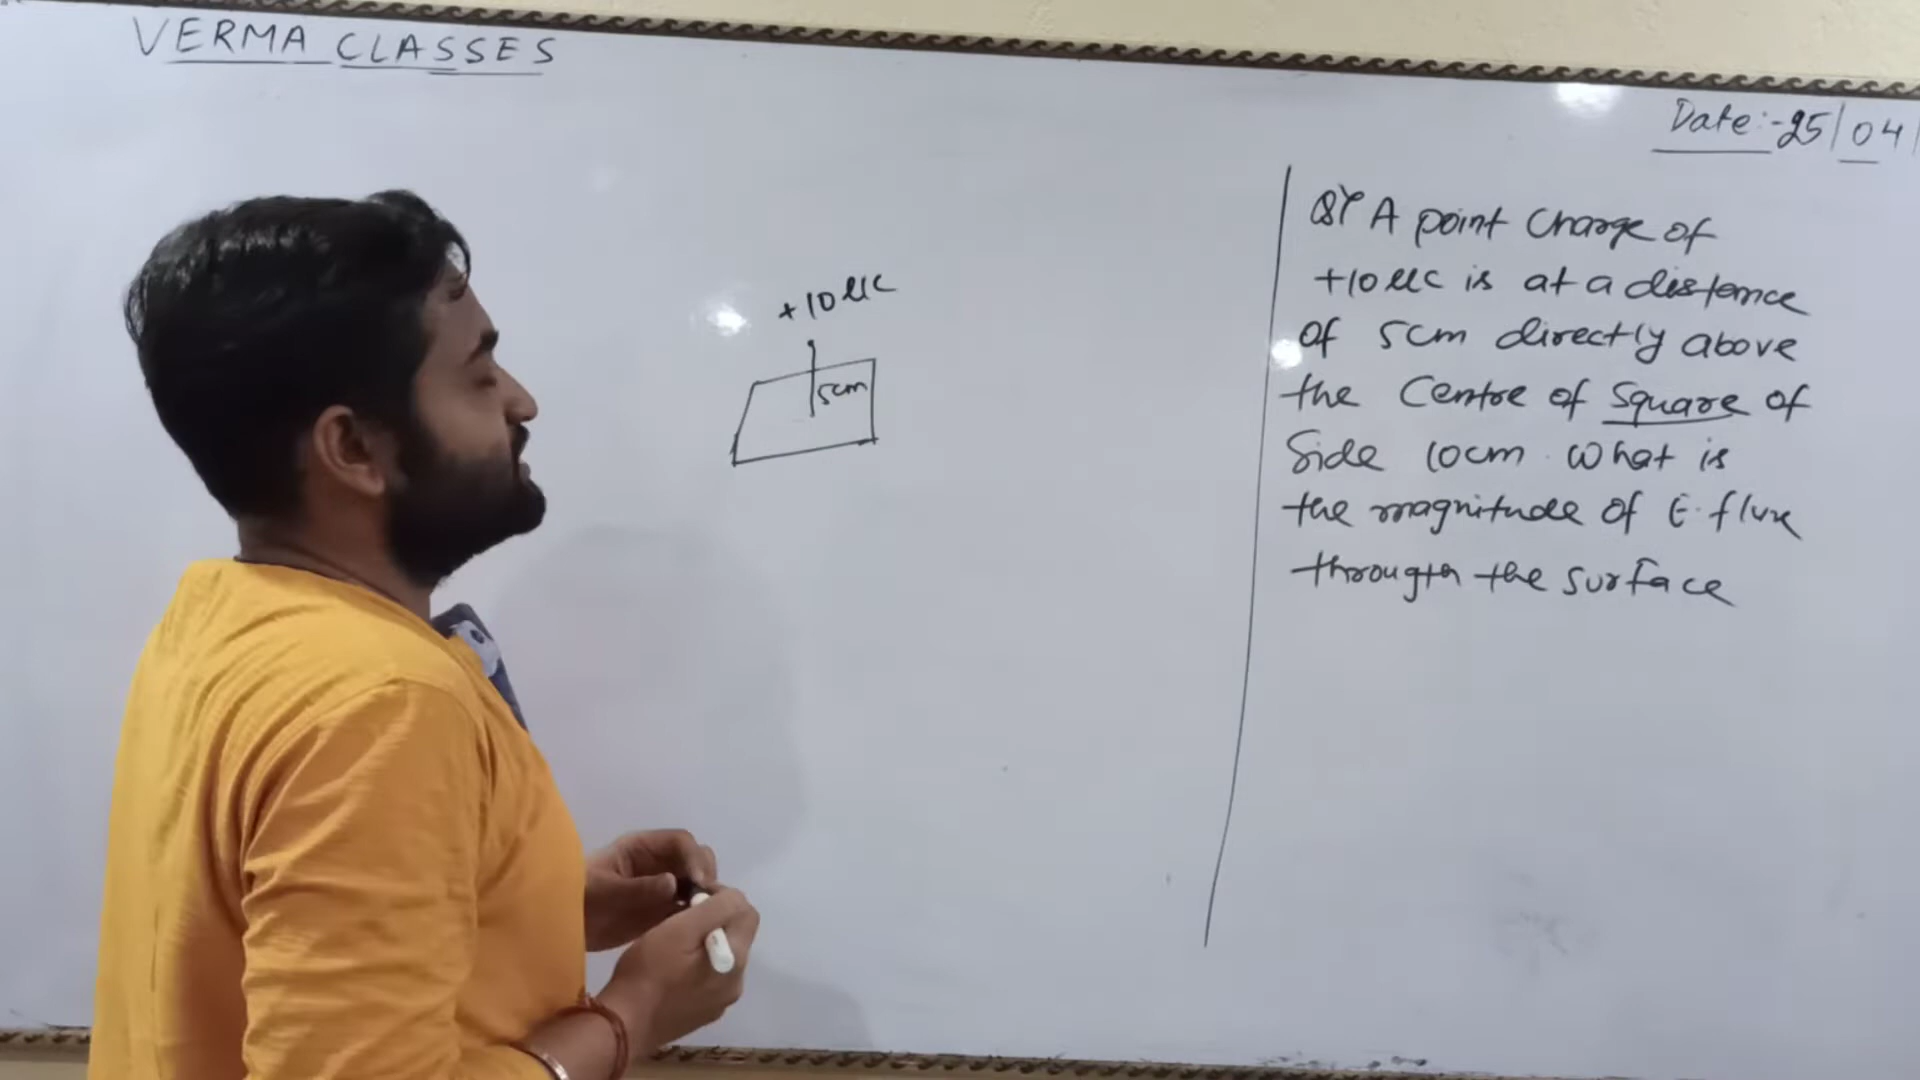 VERMA CLASSES
Date:-25/04/
+10μC
5cm
Q7 A point Charge of
+10μC is at a distance
of 5cm directly above
the Centre of Square of
Side 10cm. What is
the magnitude of E. flux
through the surface